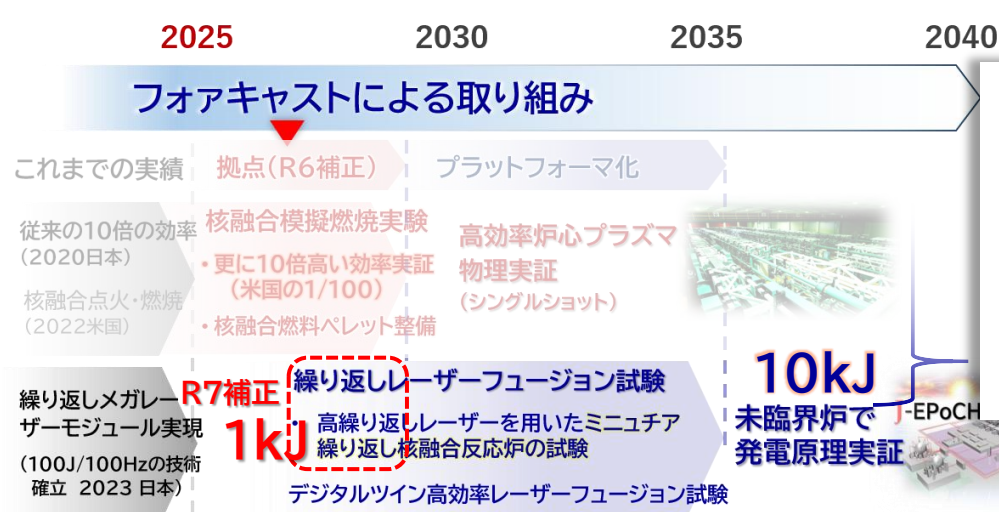 2025
2030
2035
2040
フォアキャストによる取り組み
これまでの実績
拠点（R6補正）
プラットフォーマ化
従来の10倍の効率
（2020日本）
核融合点火・燃焼
（2022米国）
核融合模擬燃焼実験
・更に10倍高い効率実証
（米国の1/100）
・核融合燃料ペレット整備
高効率炉心プラズマ
物理実証
（シングルショット）
繰り返しメガレー
ザーモジュール実現
（100J/100Hzの技術
確立 2023 日本）
R7補正
1kJ
繰り返しレーザーフュージョン試験
・ 高繰り返しレーザーを用いたミニュチア
繰り返し核融合反応炉の試験
デジタルツイン高効率レーザーフュージョン試験
10kJ
未臨界炉で
発電原理実証
J-EPoCH